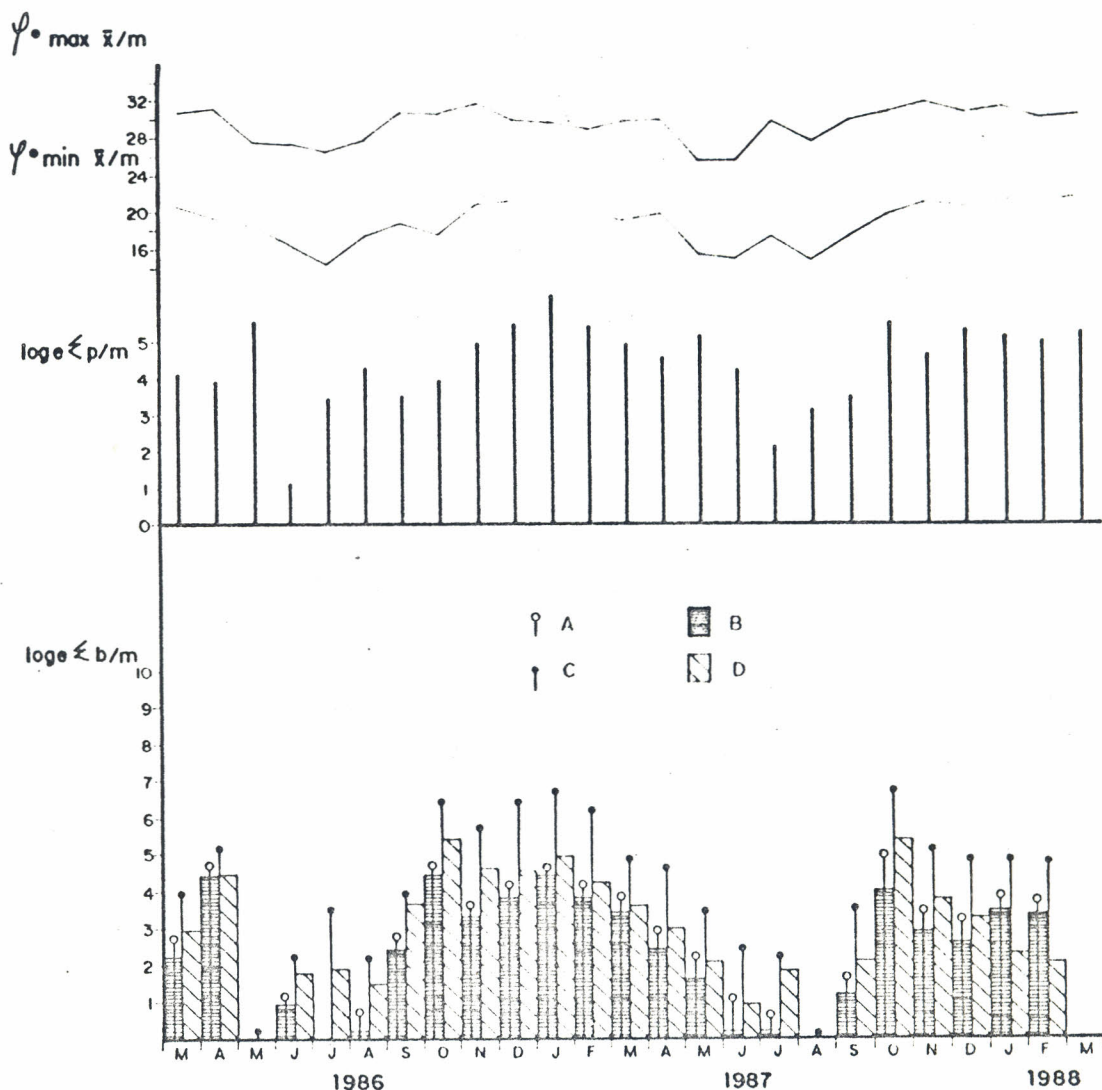 φ° max x̄/m
32
28
φ° min x̄/m
24
20
16
loge Σ p/m
5
4
3
2
1
0
A B
C D
loge Σ b/m
10
9
8
7
6
5
4
3
2
1
M A M J J A S O N D J F M A M J J A S O N D J F M
1986 1987 1988